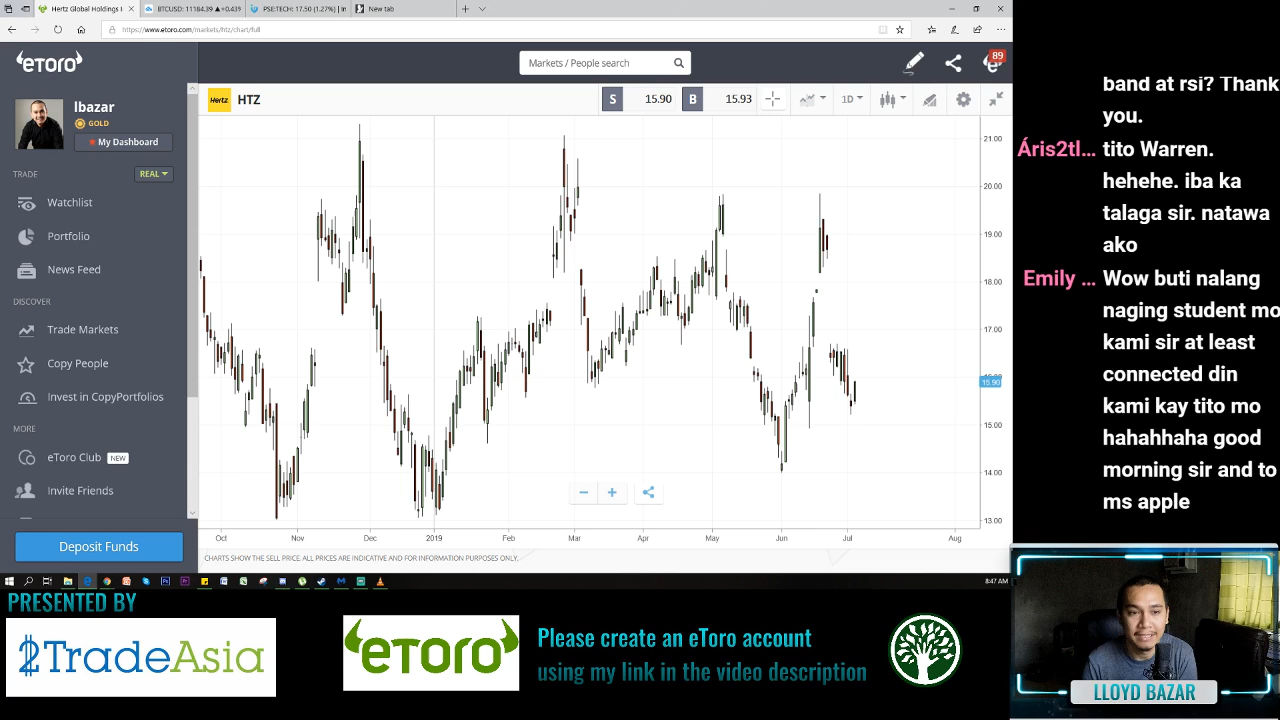 Hertz Global Holdings I
BTCUSD: 11184.39 ▲+0.439
PSE:TECH: 17.50 (1.27%) | In
New tab
https://www.etoro.com/markets/htz/chart/full
eToro
Markets / People search
89
lbazar
GOLD
My Dashboard
TRADE
REAL
Watchlist
Portfolio
News Feed
DISCOVER
Trade Markets
Copy People
Invest in CopyPortfolios
MORE
eToro Club NEW
Invite Friends
Deposit Funds
Hertz HTZ
S 15.90 B 15.93
1D
21.00
20.00
19.00
18.00
17.00
15.90
15.00
14.00
13.00
Oct Nov Dec 2019 Feb Mar Apr May Jun Jul Aug
CHARTS SHOW THE SELL PRICE. ALL PRICES ARE INDICATIVE AND FOR INFORMATION PURPOSES ONLY.
8:47 AM
band at rsi? Thank
you.
Áris2tl… tito Warren.
hehehe. iba ka
talaga sir. natawa
ako
Emily … Wow buti nalang
naging student mo
kami sir at least
connected din
kami kay tito mo
hahahhaha good
morning sir and to
ms apple
PRESENTED BY
2TradeAsia
eToro
Please create an eToro account
using my link in the video description
LLOYD BAZAR